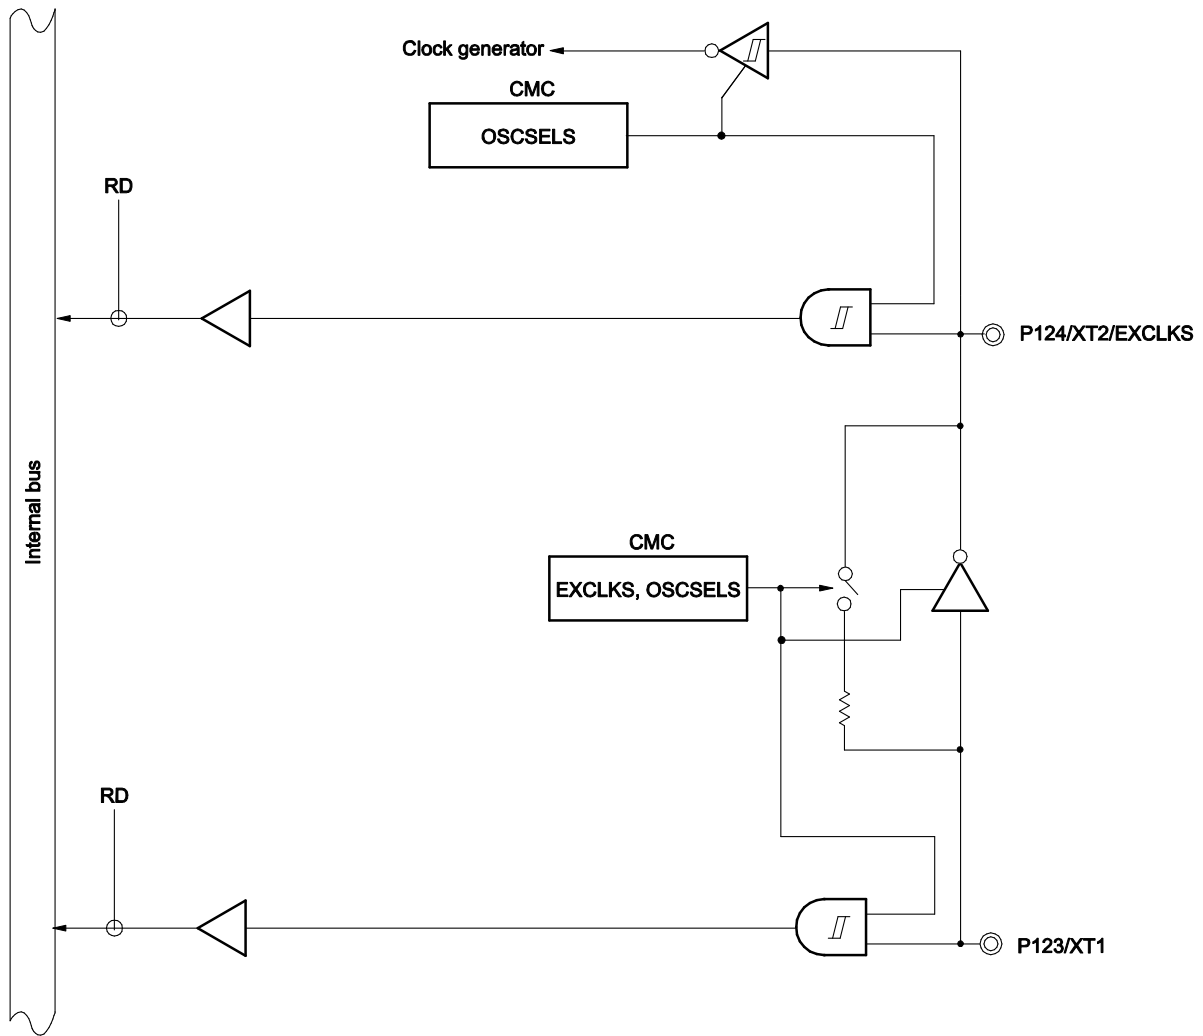 Clock generator
CMC
OSCSELS
RD
P124/XT2/EXCLKS
Internal bus
CMC
EXCLKS, OSCSELS
RD
P123/XT1